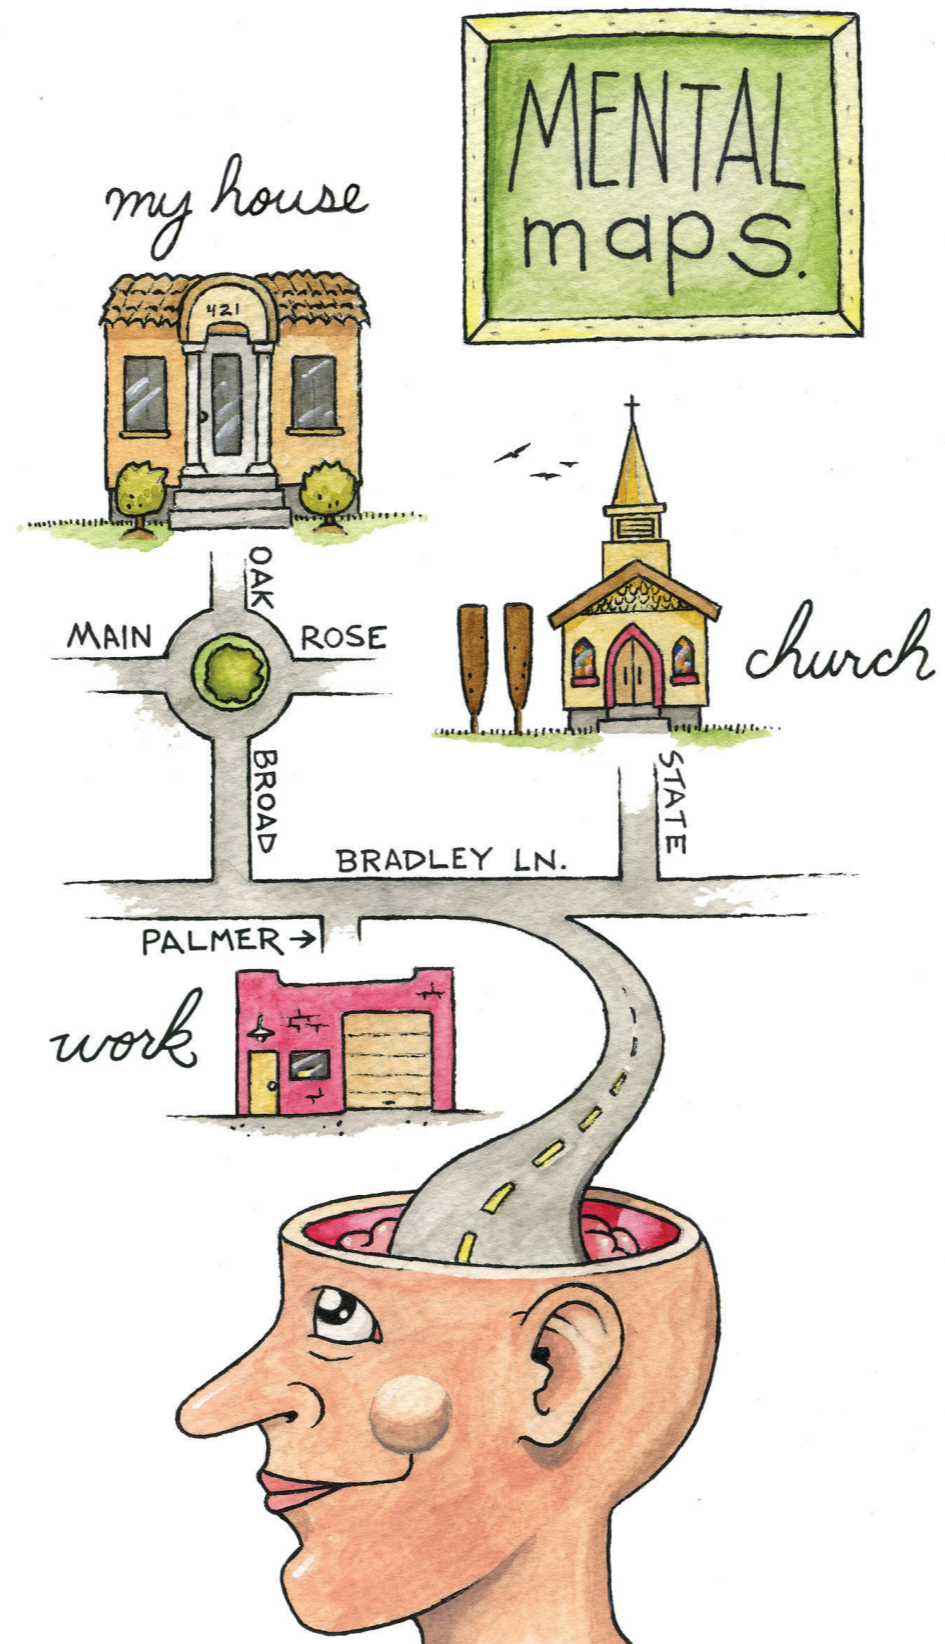 MENTAL
maps.
my house
421
OAK
MAIN
ROSE
church
BROAD
STATE
BRADLEY LN.
PALMER→
work